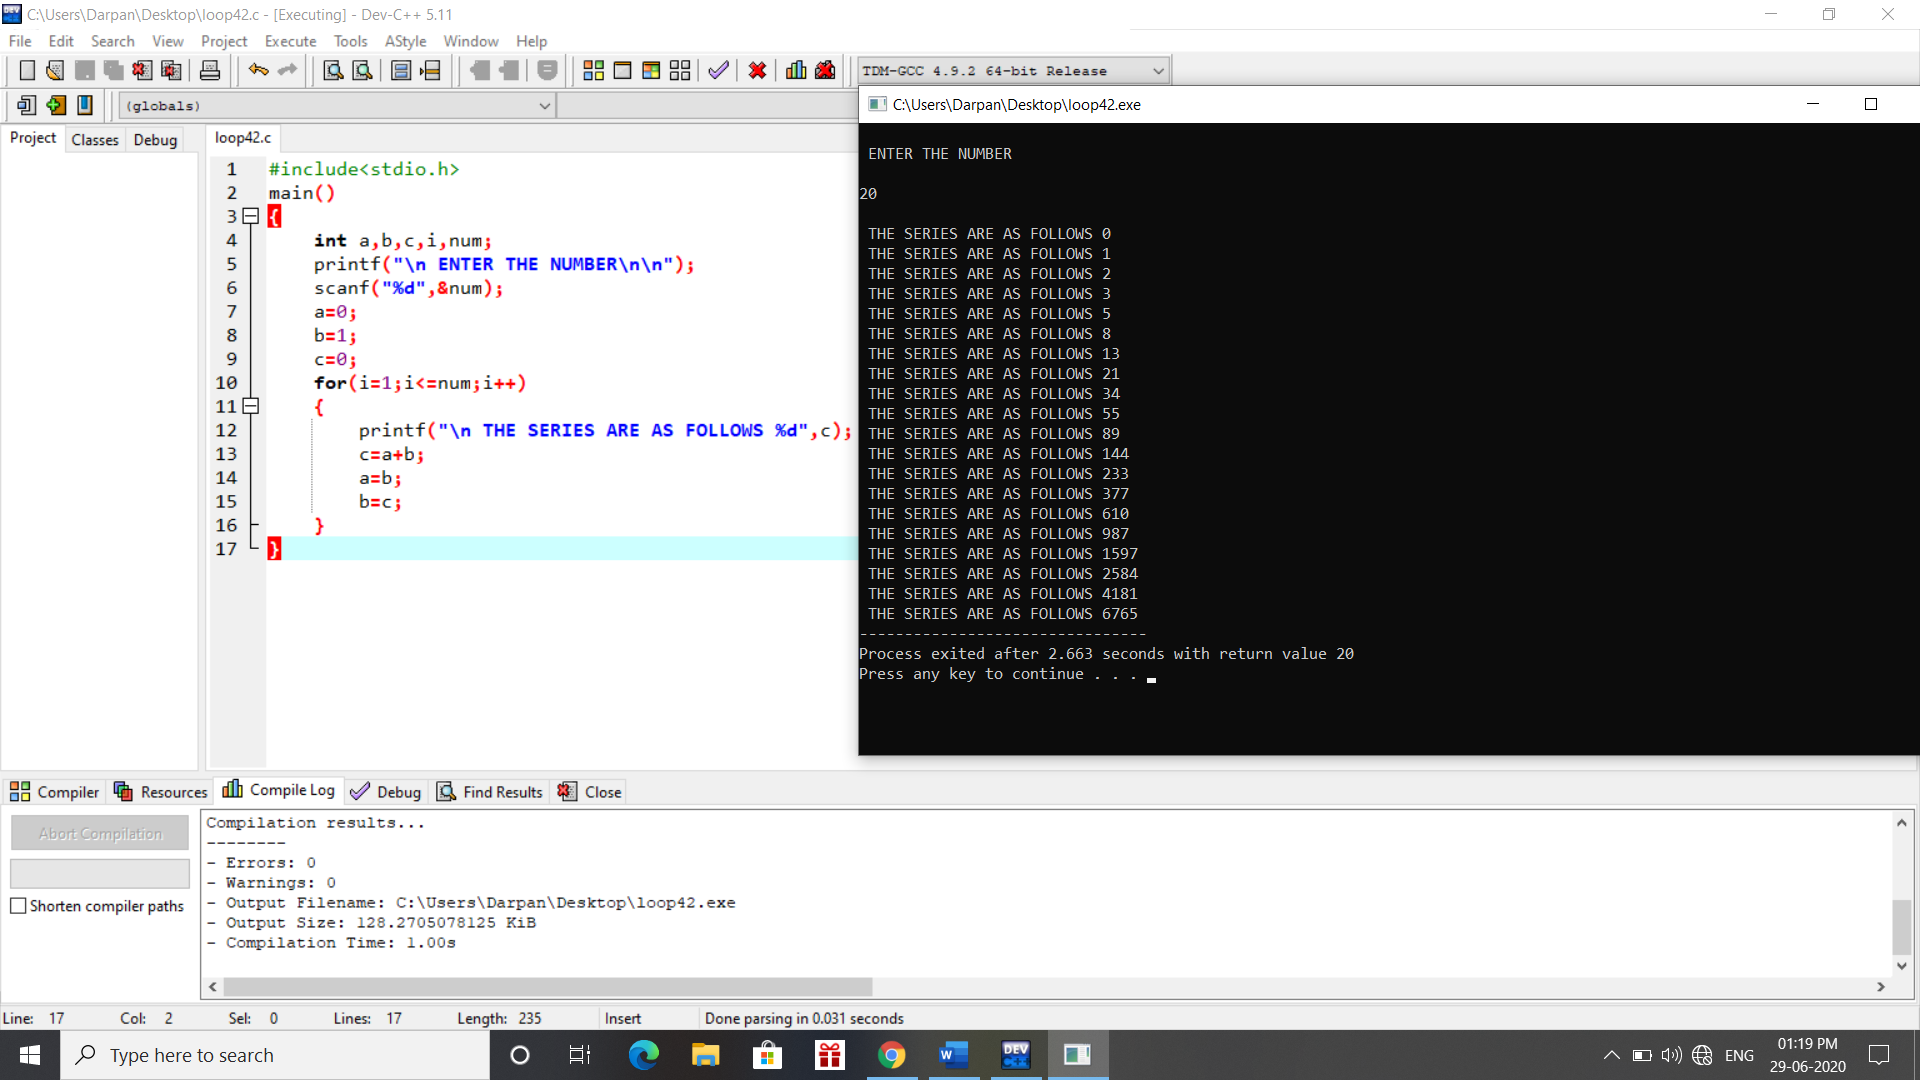 C:\Users\Darpan\Desktop\loop42.c - [Executing] - Dev-C++ 5.11
File Edit Search View Project Execute Tools AStyle Window Help
TDM-GCC 4.9.2 64-bit Release
(globals)
Project Classes Debug
loop42.c
1 #include<stdio.h>
2 main()
3 {
4 int a,b,c,i,num;
5 printf("\n ENTER THE NUMBER\n\n");
6 scanf("%d",&num);
7 a=0;
8 b=1;
9 c=0;
10 for(i=1;i<=num;i++)
11 {
12 printf("\n THE SERIES ARE AS FOLLOWS %d",c);
13 c=a+b;
14 a=b;
15 b=c;
16 }
17 }
C:\Users\Darpan\Desktop\loop42.exe
ENTER THE NUMBER
20
THE SERIES ARE AS FOLLOWS 0
THE SERIES ARE AS FOLLOWS 1
THE SERIES ARE AS FOLLOWS 2
THE SERIES ARE AS FOLLOWS 3
THE SERIES ARE AS FOLLOWS 5
THE SERIES ARE AS FOLLOWS 8
THE SERIES ARE AS FOLLOWS 13
THE SERIES ARE AS FOLLOWS 21
THE SERIES ARE AS FOLLOWS 34
THE SERIES ARE AS FOLLOWS 55
THE SERIES ARE AS FOLLOWS 89
THE SERIES ARE AS FOLLOWS 144
THE SERIES ARE AS FOLLOWS 233
THE SERIES ARE AS FOLLOWS 377
THE SERIES ARE AS FOLLOWS 610
THE SERIES ARE AS FOLLOWS 987
THE SERIES ARE AS FOLLOWS 1597
THE SERIES ARE AS FOLLOWS 2584
THE SERIES ARE AS FOLLOWS 4181
THE SERIES ARE AS FOLLOWS 6765
--------------------------------
Process exited after 2.663 seconds with return value 20
Press any key to continue . . .
Compiler Resources Compile Log Debug Find Results Close
Abort Compilation
Shorten compiler paths
Compilation results...
--------
- Errors: 0
- Warnings: 0
- Output Filename: C:\Users\Darpan\Desktop\loop42.exe
- Output Size: 128.2705078125 KiB
- Compilation Time: 1.00s
Line: 17 Col: 2 Sel: 0 Lines: 17 Length: 235 Insert Done parsing in 0.031 seconds
Type here to search
DEV C++
W
ENG
01:19 PM
29-06-2020